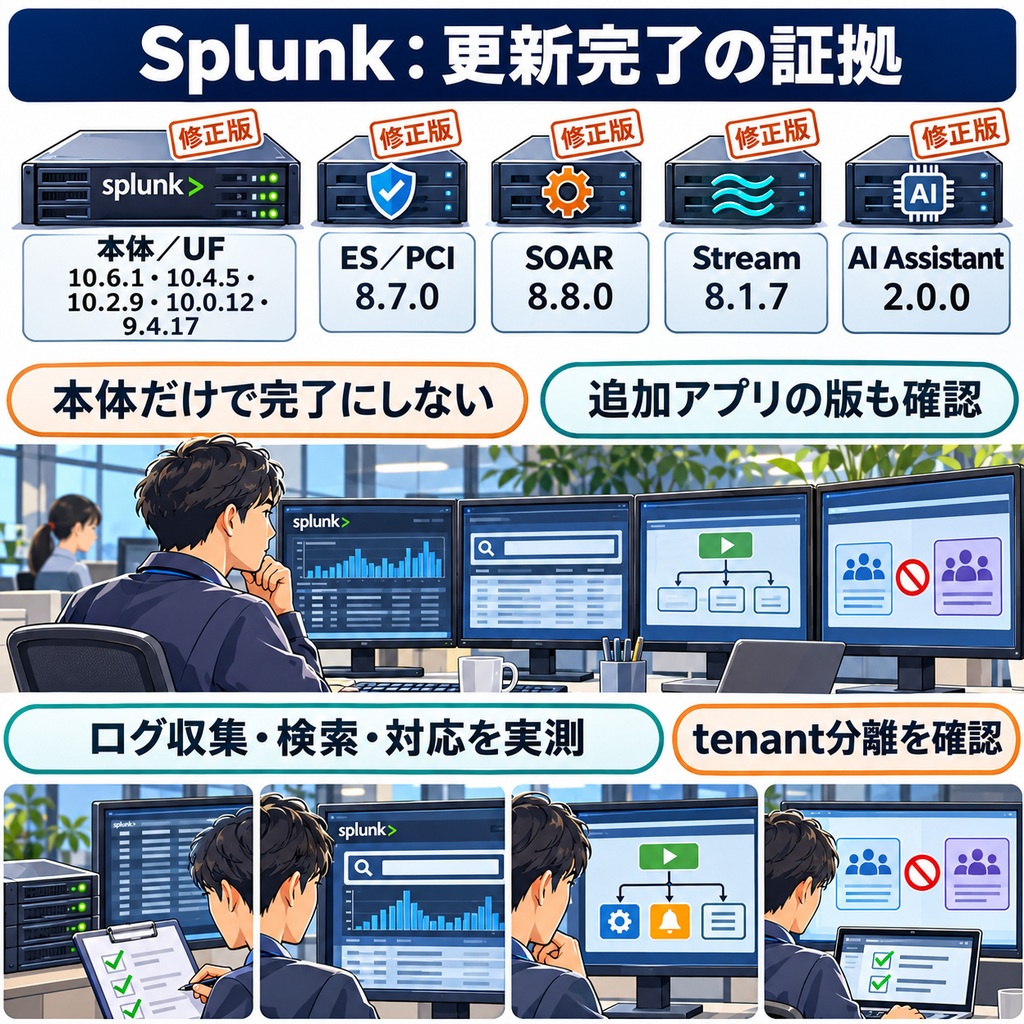 Splunk：更新完了の証拠
修正版
修正版
修正版
修正版
修正版
splunk>
AI
本体／UF
10.6.1・10.4.5・
10.2.9・10.0.12・
9.4.17
ES／PCI
8.7.0
SOAR
8.8.0
Stream
8.1.7
AI Assistant
2.0.0
本体だけで完了にしない
追加アプリの版も確認
splunk>
ログ収集・検索・対応を実測
tenant分離を確認
splunk>
splunk>